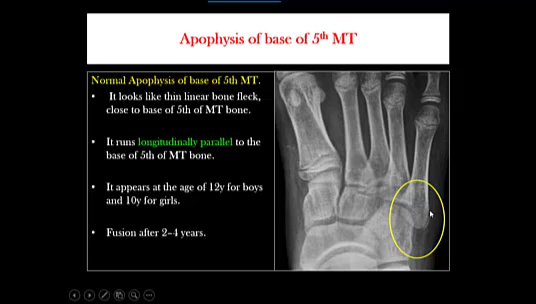 Apophysis of base of 5th MT
Normal Apophysis of base of 5th MT.
• It looks like thin linear bone fleck,
close to base of 5th of MT bone.
• It runs longitudinally parallel to the
base of 5th of MT bone.
• It appears at the age of 12y for boys
and 10y for girls.
• Fusion after 2-4 years.